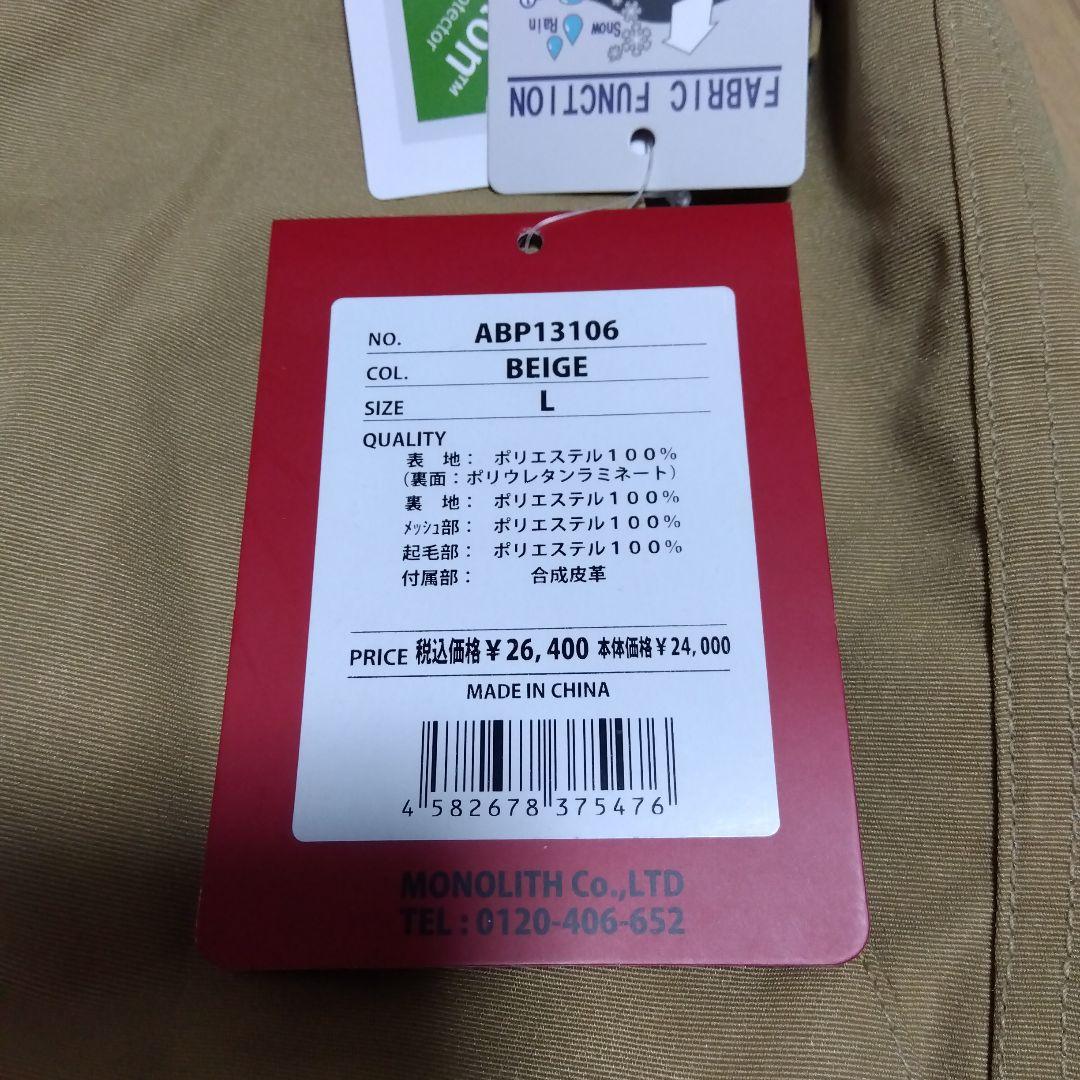 on™
otector
Snow
Rain
FABRIC FUNCTION
NO. ABP13106
COL. BEIGE
SIZE L
QUALITY
表 地： ポリエステル１００％
（裏面：ポリウレタンラミネート）
裏 地： ポリエステル１００％
ﾒｯｼｭ部： ポリエステル１００％
起毛部： ポリエステル１００％
付属部： 合成皮革
PRICE 税込価格￥26,400 本体価格￥24,000
MADE IN CHINA
4 582678 375476
MONOLITH Co.,LTD
TEL : 0120-406-652